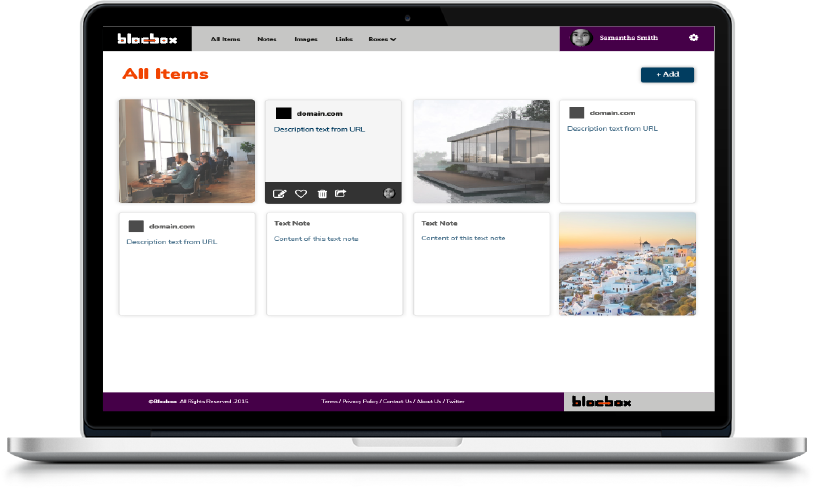 blocbox
All Items Notes Images Links Boxes
Samantha Smith
All Items
+ Add
domain.com
Description text from URL
domain.com
Description text from URL
domain.com
Description text from URL
Text Note
Content of this text note
Text Note
Content of this text note
©Blocbox All Rights Reserved .2015
Terms / Privacy Policy / Contact Us / About Us / Twitter
blocbox